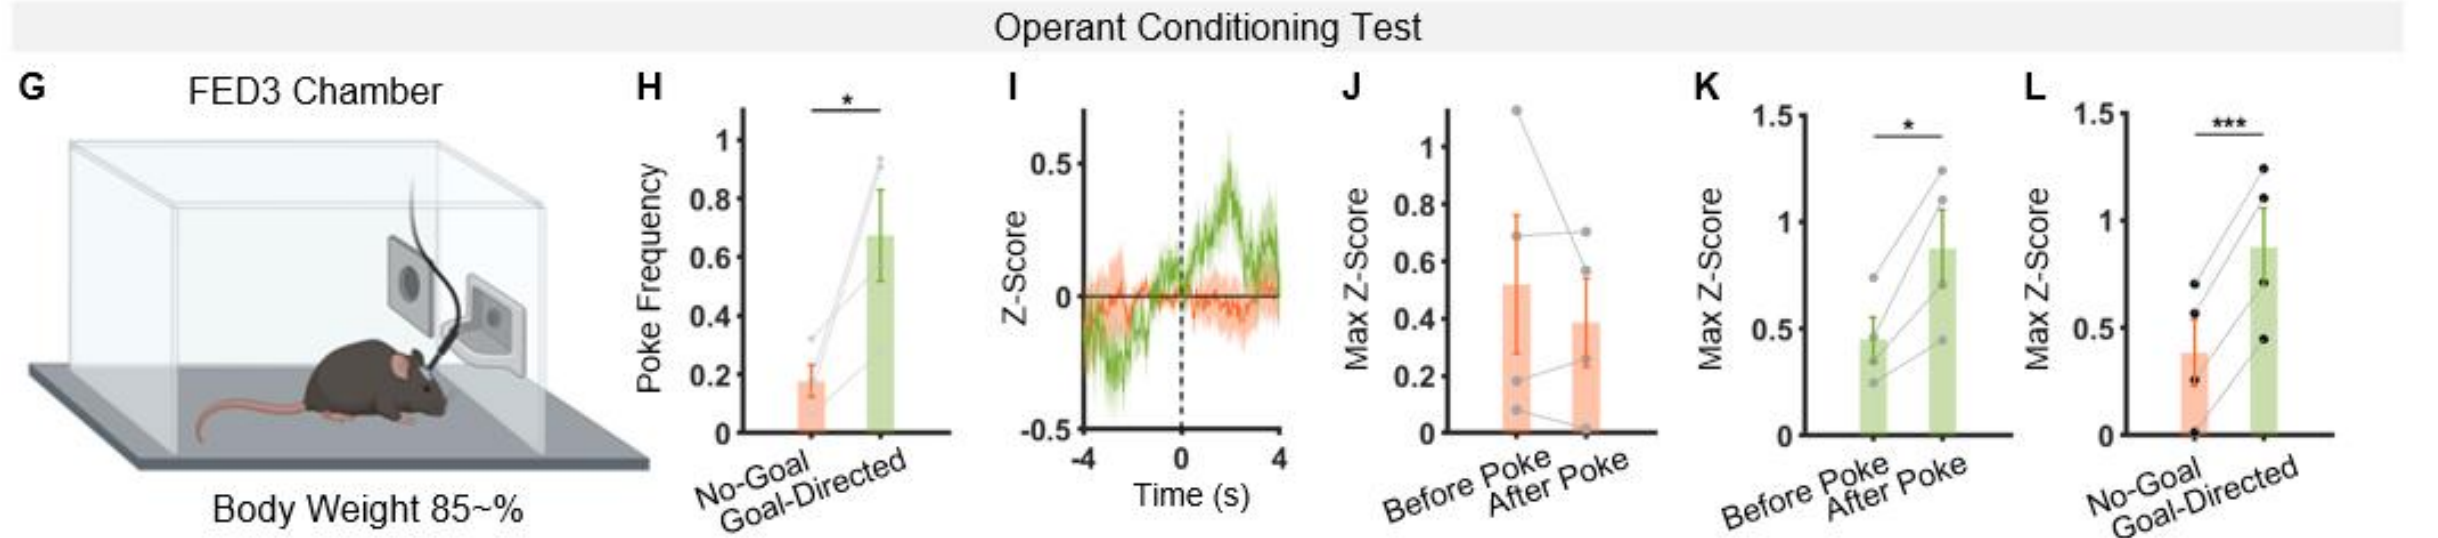 Operant Conditioning Test
G
FED3 Chamber
Body Weight 85~%
H
*
Poke Frequency
1
0.8
0.6
0.4
0.2
0
No-Goal
Goal-Directed
I
Z-Score
0.5
0
-0.5
-4
0
4
Time (s)
J
Max Z-Score
1
0.8
0.6
0.4
0.2
0
Before Poke
After Poke
K
*
Max Z-Score
1.5
1
0.5
0
Before Poke
After Poke
L
***
Max Z-Score
1.5
1
0.5
0
No-Goal
Goal-Directed